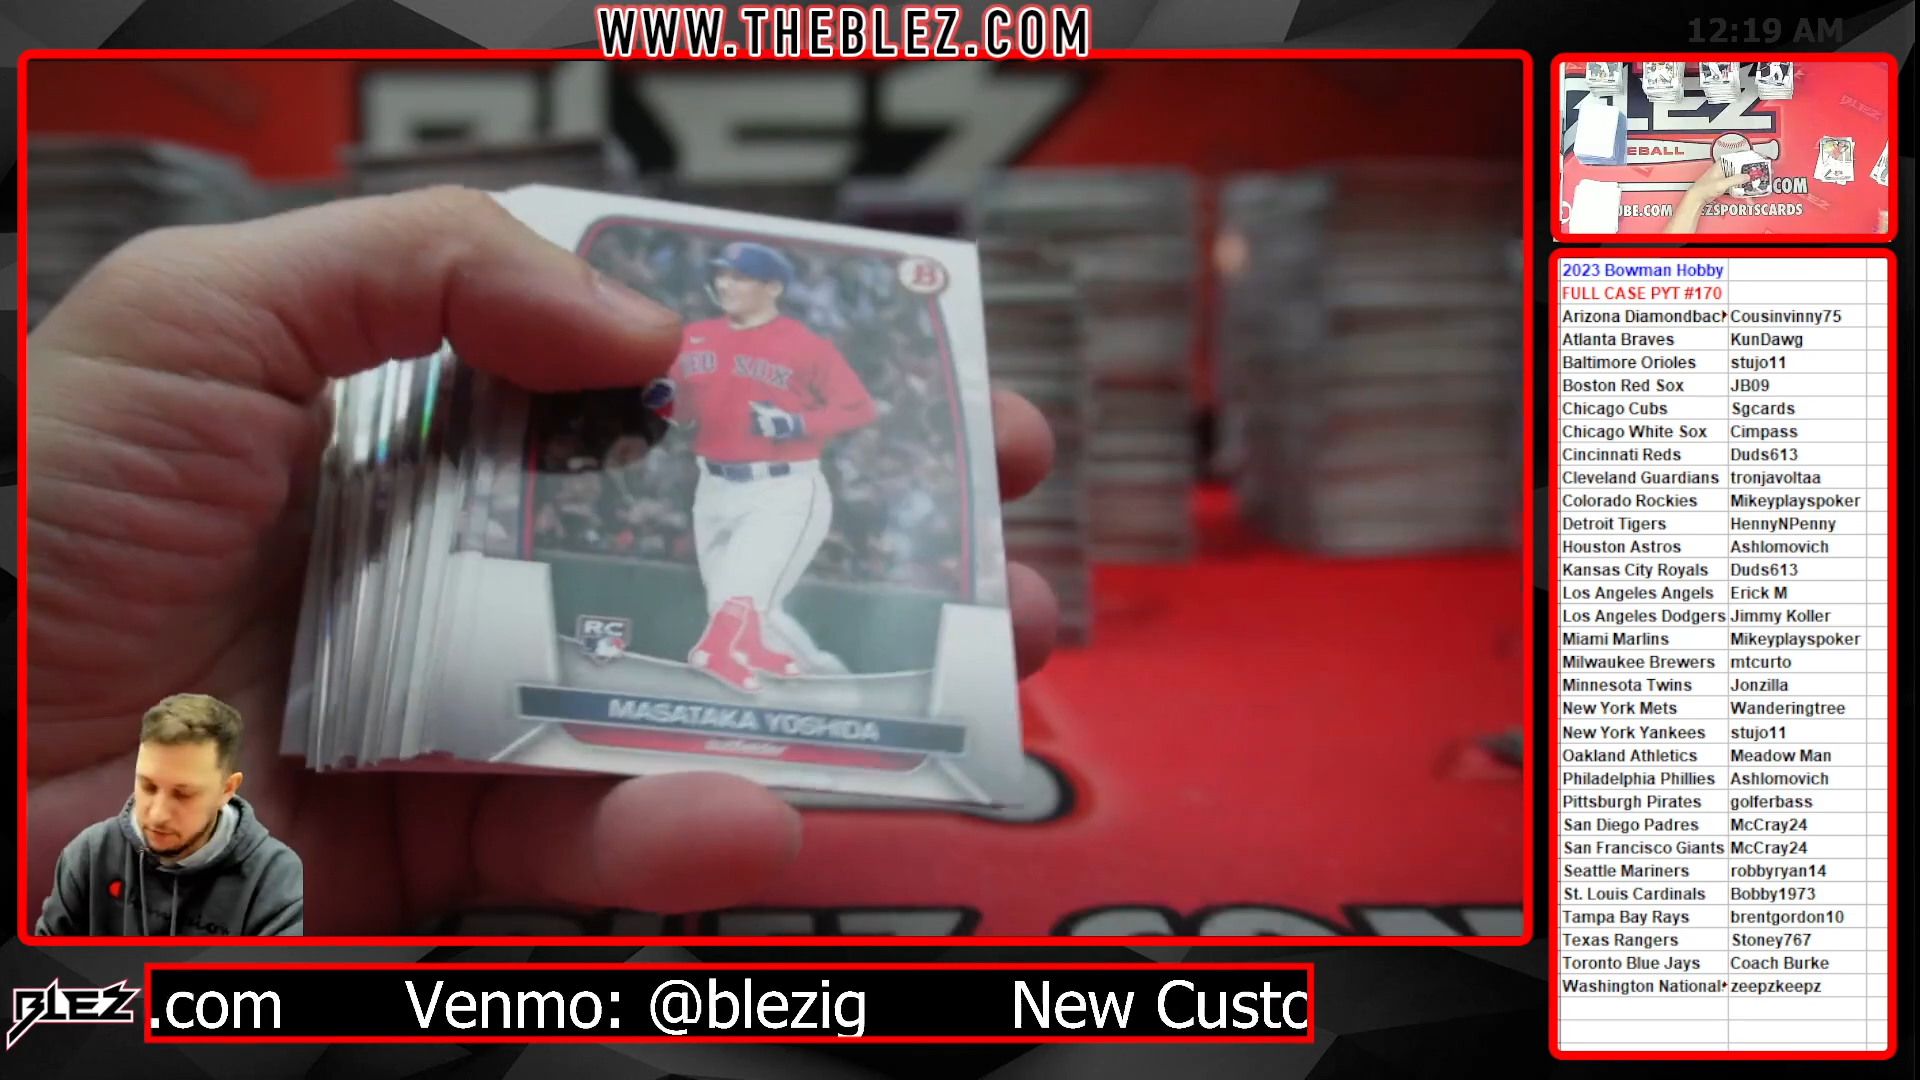 WWW.THEBLEZ.COM
12:19 AM
BLEZ
RED SOX
B
RC
MASATAKA YOSHIDA
EBALL
COM
UBE.COM
EZSPORTSCARDS
2023 Bowman Hobby
FULL CASE PYT #170
Arizona Diamondback Cousinvinny75
Atlanta Braves KunDawg
Baltimore Orioles stujo11
Boston Red Sox JB09
Chicago Cubs Sgcards
Chicago White Sox Cimpass
Cincinnati Reds Duds613
Cleveland Guardians tronjavoltaa
Colorado Rockies Mikeyplayspoker
Detroit Tigers HennyNPenny
Houston Astros Ashlomovich
Kansas City Royals Duds613
Los Angeles Angels Erick M
Los Angeles Dodgers Jimmy Koller
Miami Marlins Mikeyplayspoker
Milwaukee Brewers mtcurto
Minnesota Twins Jonzilla
New York Mets Wanderingtree
New York Yankees stujo11
Oakland Athletics Meadow Man
Philadelphia Phillies Ashlomovich
Pittsburgh Pirates golferbass
San Diego Padres McCray24
San Francisco Giants McCray24
Seattle Mariners robbyryan14
St. Louis Cardinals Bobby1973
Tampa Bay Rays brentgordon10
Texas Rangers Stoney767
Toronto Blue Jays Coach Burke
Washington National zeepzkeepz
BLEZ
.com Venmo: @blezig New Custo